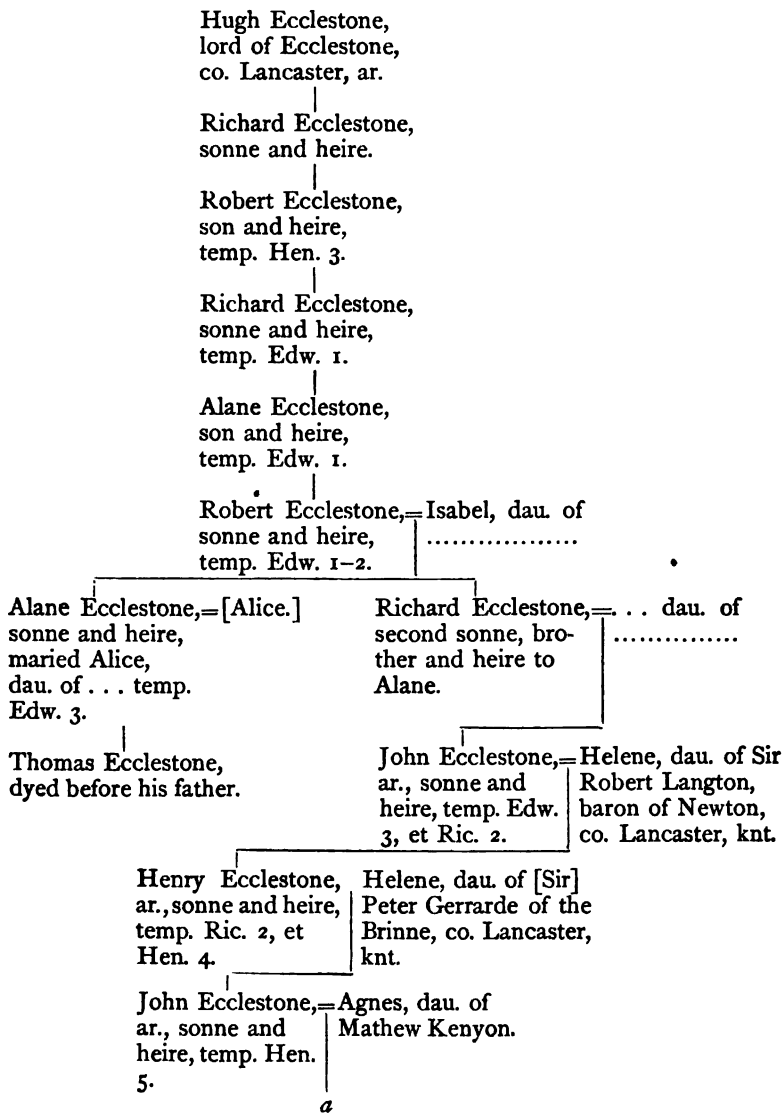 Hugh Ecclestone,
lord of Ecclestone,
co. Lancaster, ar.
Richard Ecclestone,
sonne and heire.
Robert Ecclestone,
son and heire,
temp. Hen. 3.
Richard Ecclestone,
sonne and heire,
temp. Edw. 1.
Alane Ecclestone,
son and heire,
temp. Edw. 1.
Robert Ecclestone,=Isabel, dau. of
sonne and heire, ..................
temp. Edw. 1-2.
Alane Ecclestone,=[Alice.]
sonne and heire,
maried Alice,
dau. of . . . temp.
Edw. 3.
Richard Ecclestone,=. . . dau. of
second sonne, bro- ...............
ther and heire to
Alane.
Thomas Ecclestone,
dyed before his father.
John Ecclestone,=
ar., sonne and
heire, temp. Edw.
3, et Ric. 2.
Helene, dau. of Sir
Robert Langton,
baron of Newton,
co. Lancaster, knt.
Henry Ecclestone,
ar., sonne and heire,
temp. Ric. 2, et
Hen. 4.
Helene, dau. of [Sir]
Peter Gerrarde of the
Brinne, co. Lancaster,
knt.
John Ecclestone,=
ar., sonne and
heire, temp. Hen.
5.
Agnes, dau. of
Mathew Kenyon.
a